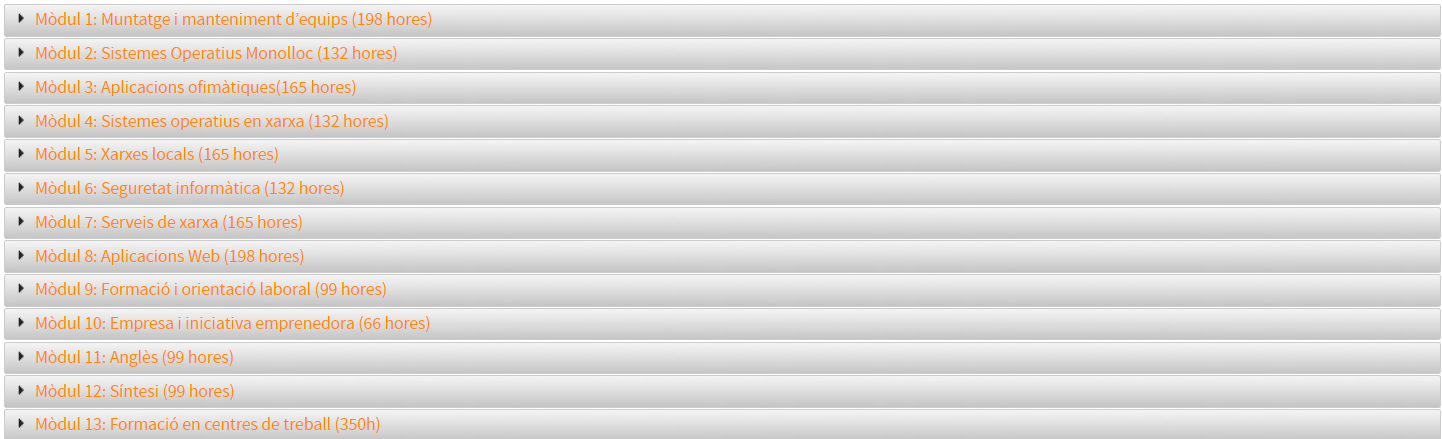 Mòdul 1: Muntatge i manteniment d’equips (198 hores)
Mòdul 2: Sistemes Operatius Monolloc (132 hores)
Mòdul 3: Aplicacions ofimàtiques(165 hores)
Mòdul 4: Sistemes operatius en xarxa (132 hores)
Mòdul 5: Xarxes locals (165 hores)
Mòdul 6: Seguretat informàtica (132 hores)
Mòdul 7: Serveis de xarxa (165 hores)
Mòdul 8: Aplicacions Web (198 hores)
Mòdul 9: Formació i orientació laboral (99 hores)
Mòdul 10: Empresa i iniciativa emprenedora (66 hores)
Mòdul 11: Anglès (99 hores)
Mòdul 12: Síntesi (99 hores)
Mòdul 13: Formació en centres de treball (350h)